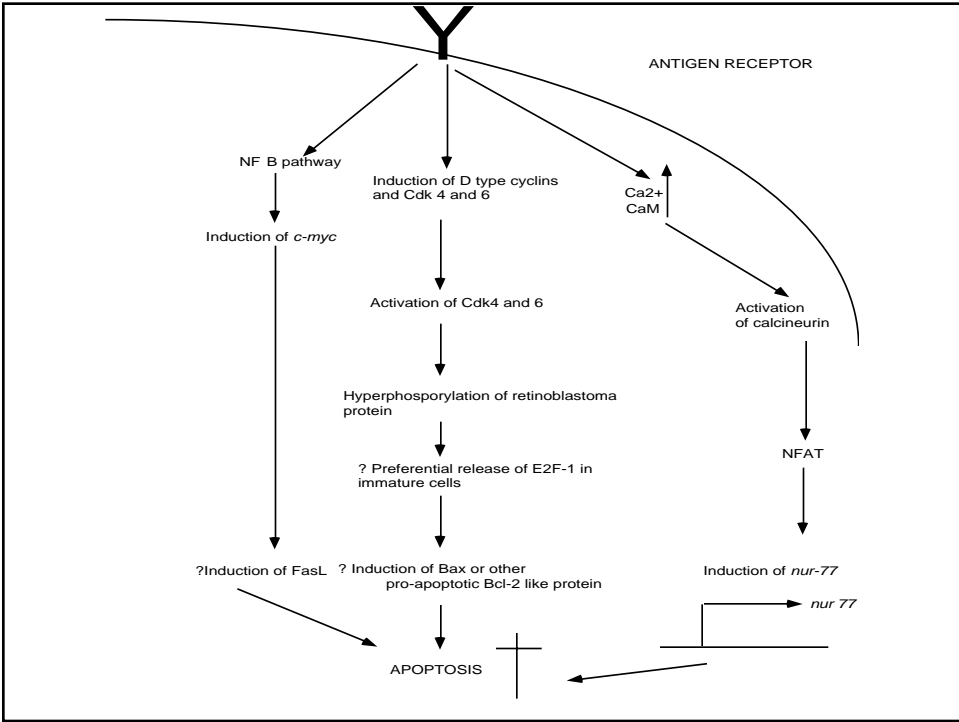 ANTIGEN RECEPTOR
NF B pathway
Induction of c-myc
?Induction of FasL
Induction of D type cyclins
and Cdk 4 and 6
Activation of Cdk4 and 6
Hyperphosporylation of retinoblastoma
protein
? Preferential release of E2F-1 in
immature cells
? Induction of Bax or other
pro-apoptotic Bcl-2 like protein
Ca2+
CaM
Activation
of calcineurin
NFAT
Induction of nur-77
nur 77
APOPTOSIS